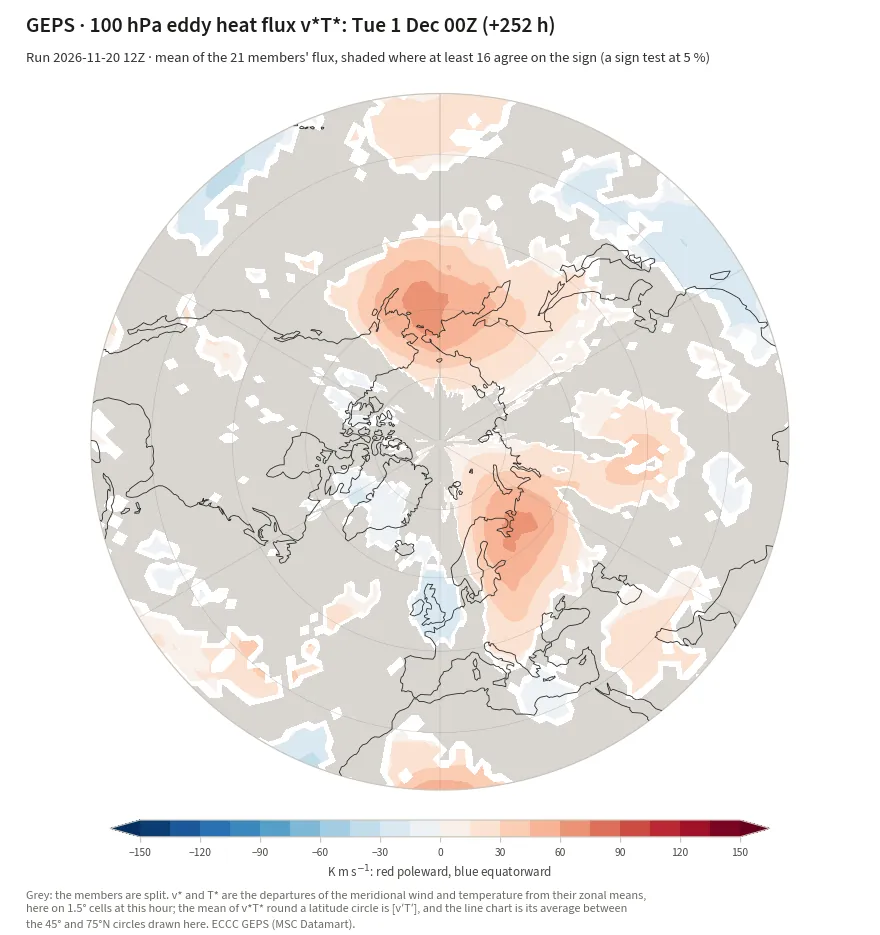 GEPS · 100 hPa eddy heat flux v*T*: Tue 1 Dec 00Z (+252 h)
Run 2026-11-20 12Z · mean of the 21 members' flux, shaded where at least 16 agree on the sign (a sign test at 5 %)
−150 −120 −90 −60 −30 0 30 60 90 120 150
K m s⁻¹: red poleward, blue equatorward
Grey: the members are split. v* and T* are the departures of the meridional wind and temperature from their zonal means,
here on 1.5° cells at this hour; the mean of v*T* round a latitude circle is [v′T′], and the line chart is its average between
the 45° and 75°N circles drawn here. ECCC GEPS (MSC Datamart).